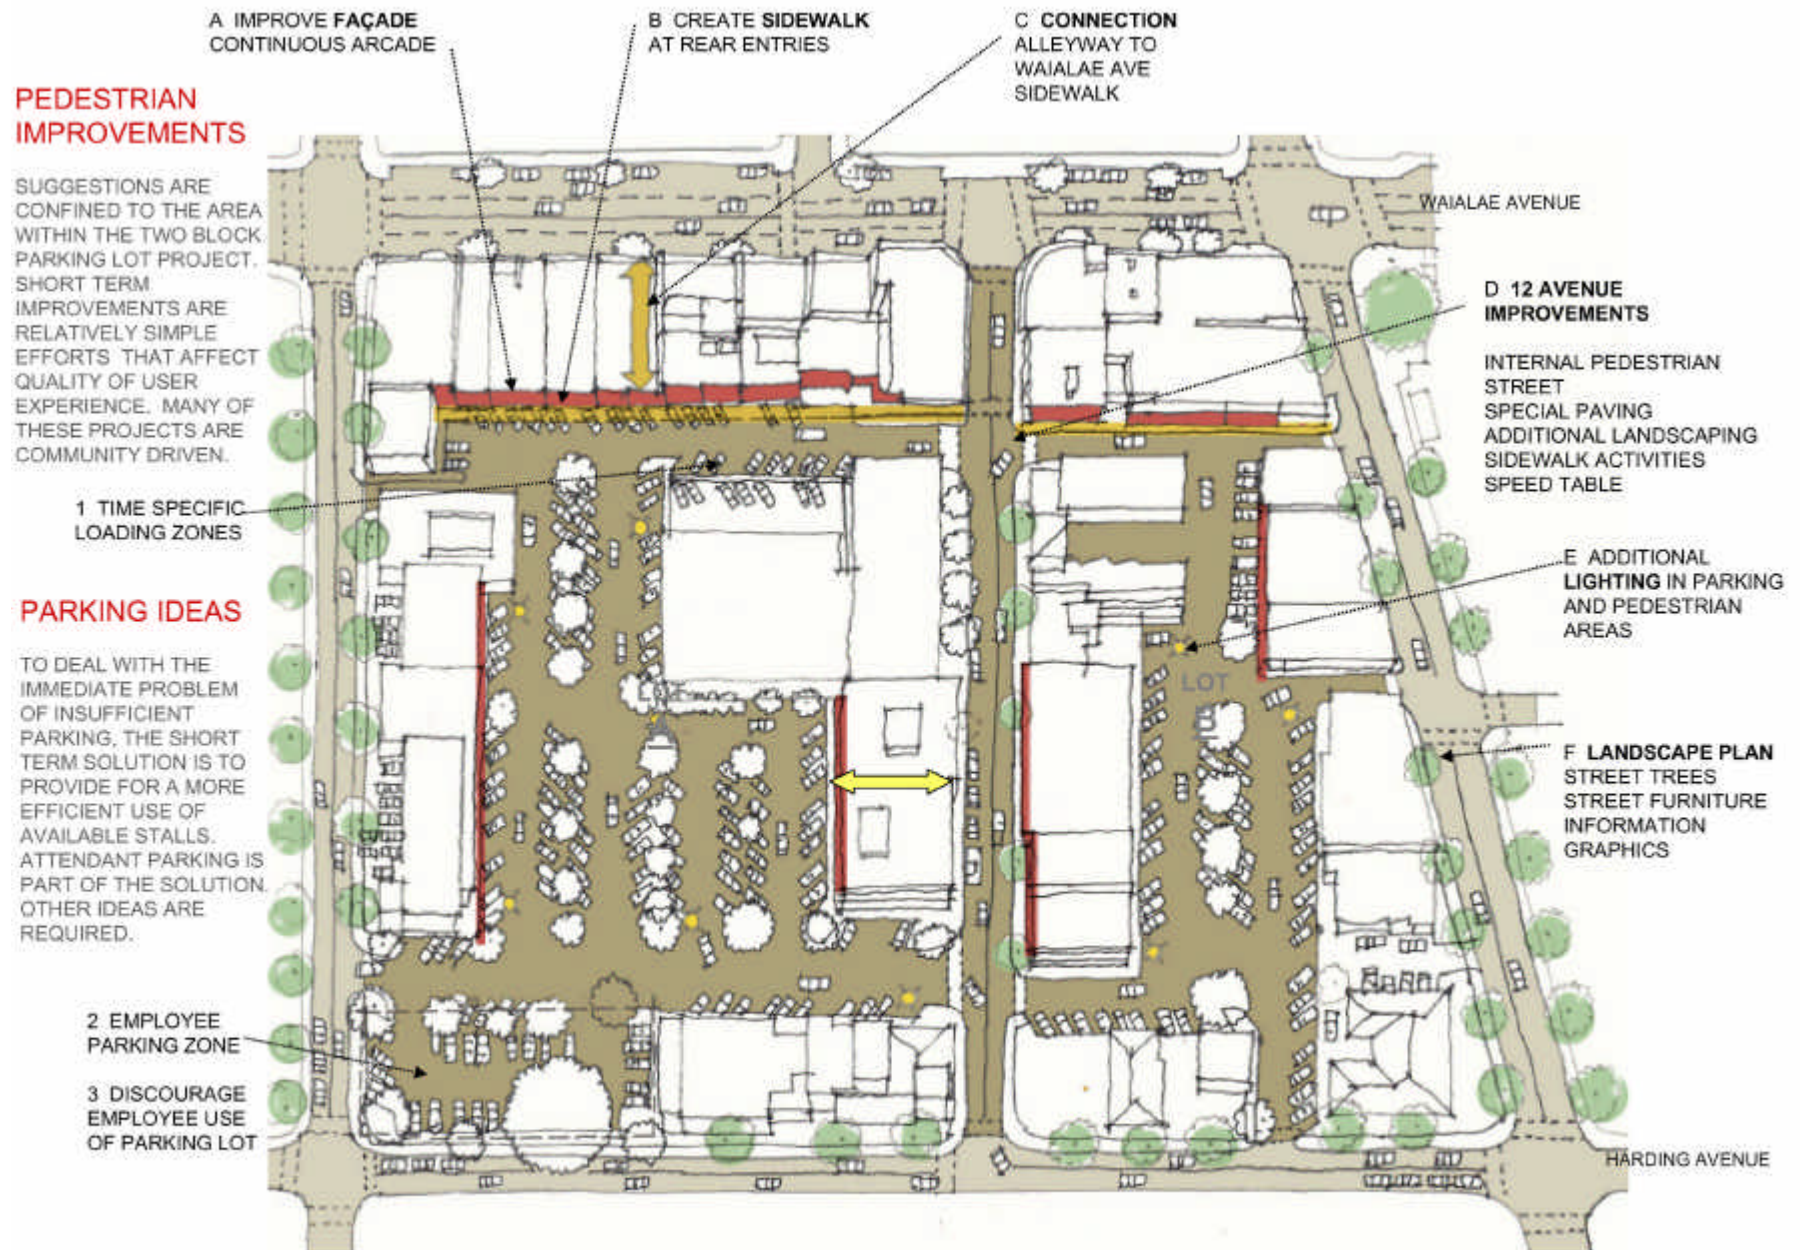 A IMPROVE FAÇADE
CONTINUOUS ARCADE
B CREATE SIDEWALK
AT REAR ENTRIES
C CONNECTION
ALLEYWAY TO
WAIALAE AVE
SIDEWALK
PEDESTRIAN
IMPROVEMENTS
SUGGESTIONS ARE
CONFINED TO THE AREA
WITHIN THE TWO BLOCK
PARKING LOT PROJECT.
SHORT TERM
IMPROVEMENTS ARE
RELATIVELY SIMPLE
EFFORTS THAT AFFECT
QUALITY OF USER
EXPERIENCE. MANY OF
THESE PROJECTS ARE
COMMUNITY DRIVEN.
WAIALAE AVENUE
D 12 AVENUE
IMPROVEMENTS
INTERNAL PEDESTRIAN
STREET
SPECIAL PAVING
ADDITIONAL LANDSCAPING
SIDEWALK ACTIVITIES
SPEED TABLE
1 TIME SPECIFIC
LOADING ZONES
E ADDITIONAL
LIGHTING IN PARKING
AND PEDESTRIAN
AREAS
PARKING IDEAS
TO DEAL WITH THE
IMMEDIATE PROBLEM
OF INSUFFICIENT
PARKING, THE SHORT
TERM SOLUTION IS TO
PROVIDE FOR A MORE
EFFICIENT USE OF
AVAILABLE STALLS.
ATTENDANT PARKING IS
PART OF THE SOLUTION.
OTHER IDEAS ARE
REQUIRED.
LOT
A
LOT
B
F LANDSCAPE PLAN
STREET TREES
STREET FURNITURE
INFORMATION
GRAPHICS
2 EMPLOYEE
PARKING ZONE
3 DISCOURAGE
EMPLOYEE USE
OF PARKING LOT
HARDING AVENUE